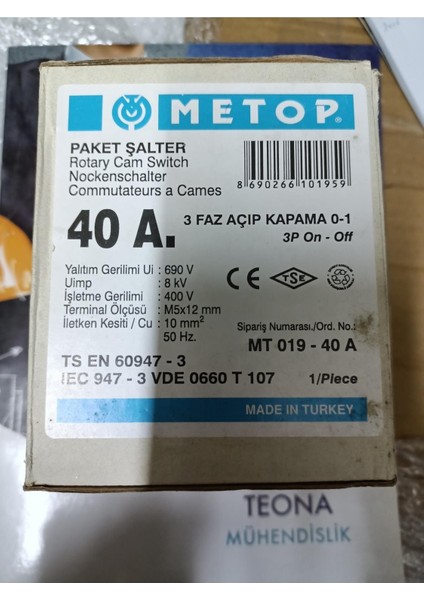 METOP®
PAKET ŞALTER
Rotary Cam Switch
Nockenschalter
Commutateurs a Cames
8 690266 101959
40 A.
3 FAZ AÇIP KAPAMA 0-1
3P On - Off
Yalıtım Gerilimi Ui : 690 V
Uimp : 8 kV
İşletme Gerilimi : 400 V
Terminal Ölçüsü : M5x12 mm
İletken Kesiti / Cu : 10 mm²
50 Hz.
CE TSE
Sipariş Numarası./Ord. No.:
MT 019 - 40 A
TS EN 60947 - 3
IEC 947 - 3 VDE 0660 T 107
1/Piece
MADE IN TURKEY
TEONA
MÜHENDİSLİK